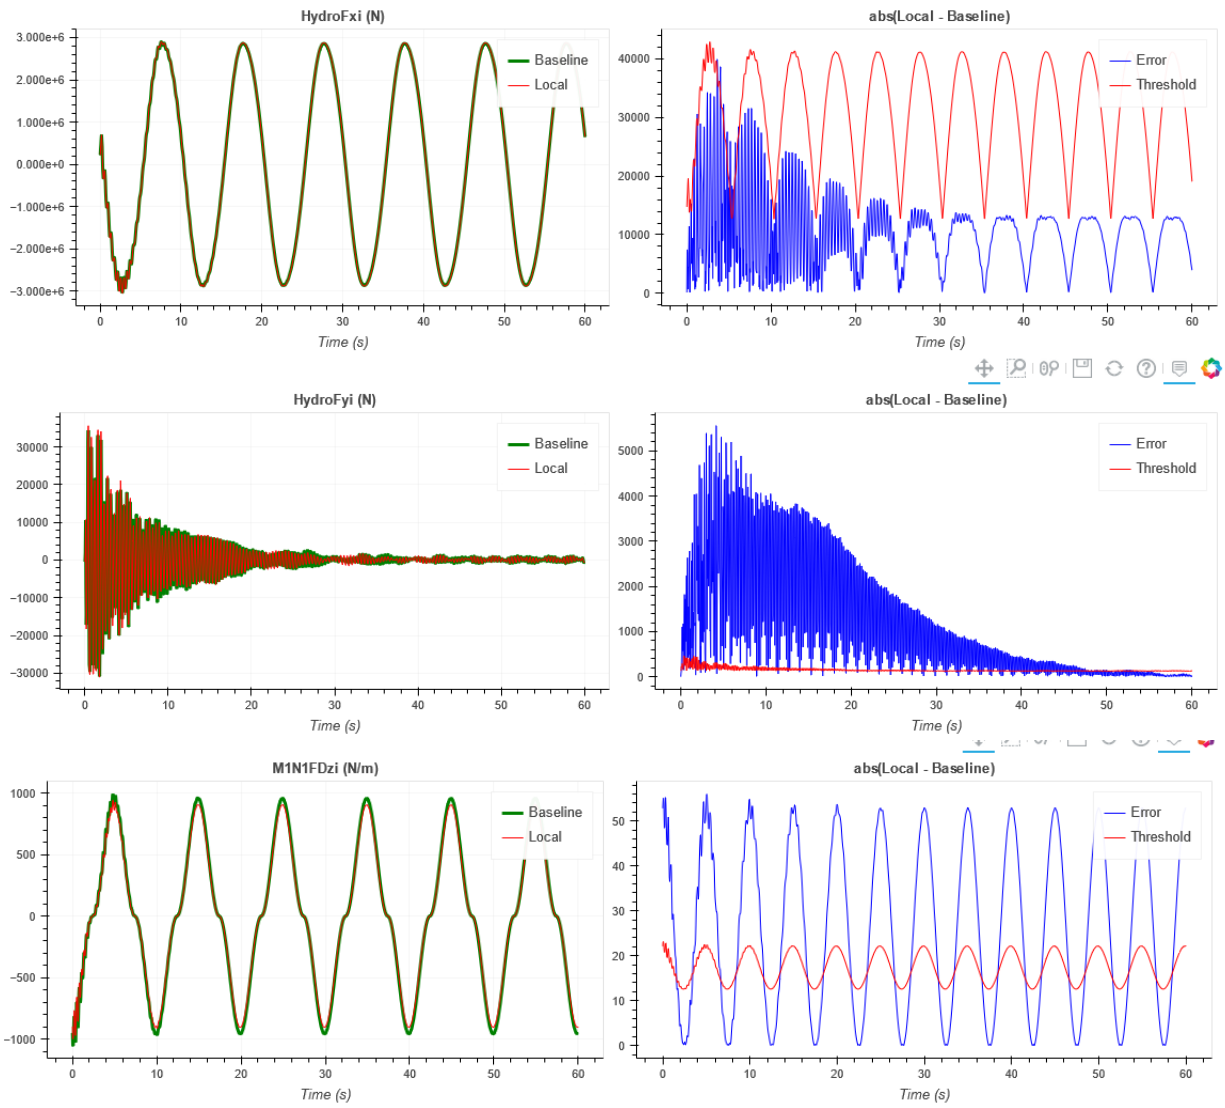 HydroFxi (N)
3.000e+6
2.000e+6
1.000e+6
0.000e+6
−1.000e+6
−2.000e+6
−3.000e+6
Baseline
Local
0 10 20 30 40 50 60
Time (s)
abs(Local - Baseline)
40000
30000
20000
10000
0
Error
Threshold
0 10 20 30 40 50 60
Time (s)
HydroFyi (N)
30000
20000
10000
0
−10000
−20000
−30000
Baseline
Local
0 10 20 30 40 50 60
Time (s)
abs(Local - Baseline)
5000
4000
3000
2000
1000
0
Error
Threshold
0 10 20 30 40 50 60
Time (s)
M1N1FDzi (N/m)
1000
500
0
−500
−1000
Baseline
Local
0 10 20 30 40 50 60
Time (s)
abs(Local - Baseline)
50
40
30
20
10
0
Error
Threshold
0 10 20 30 40 50 60
Time (s)